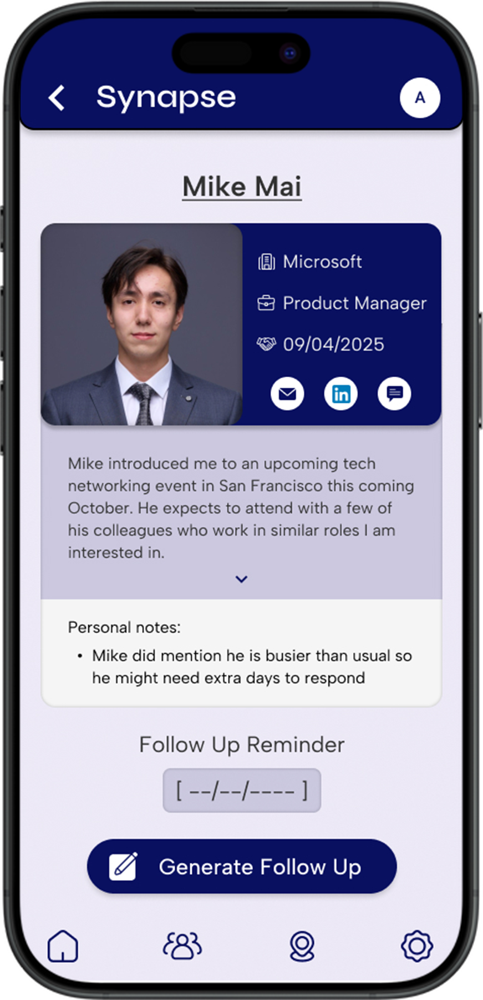 Synapse
A
Mike Mai
Microsoft
Product Manager
09/04/2025
in
Mike introduced me to an upcoming tech
networking event in San Francisco this coming
October. He expects to attend with a few of
his colleagues who work in similar roles I am
interested in.
Personal notes:
• Mike did mention he is busier than usual so
he might need extra days to respond
Follow Up Reminder
[ --/--/---- ]
Generate Follow Up